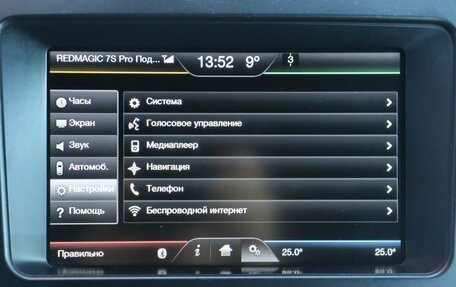 REDMAGIC 7S Pro Под... 13:52 9° 3
Часы
Экран
Звук
Автомоб.
Настройки
? Помощь
Система
Голосовое управление
Медиаплеер
Навигация
Телефон
Беспроводной интернет
Правильно i 25.0° 25.0°